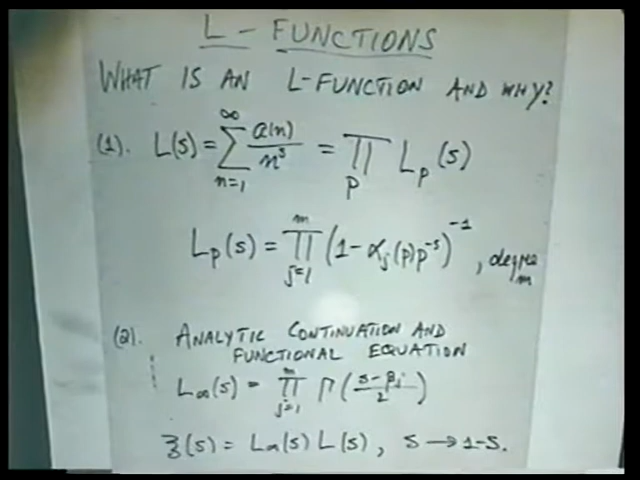 L - FUNCTIONS
WHAT IS AN L-FUNCTION AND WHY?
(1). L(s) = ∑_{n=1}^{∞} a(n)/n^s = ∏_p L_p(s)
L_p(s) = ∏_{j=1}^{m} (1 - α_j(p) p^{-s})^{-1}, degree m
(2). ANALYTIC CONTINUATION AND
FUNCTIONAL EQUATION
L_∞(s) = ∏_{j=1}^{m} Γ((s - β_j)/2)
ξ(s) = L_∞(s) L(s), s → 1-s.